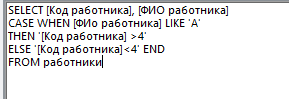 SELECT [Код работника], [ФИО работника]
CASE WHEN [ФИо работника] LIKE 'A'
THEN '[Код работника] >4'
ELSE '[Код работника]<4' END
FROM работники